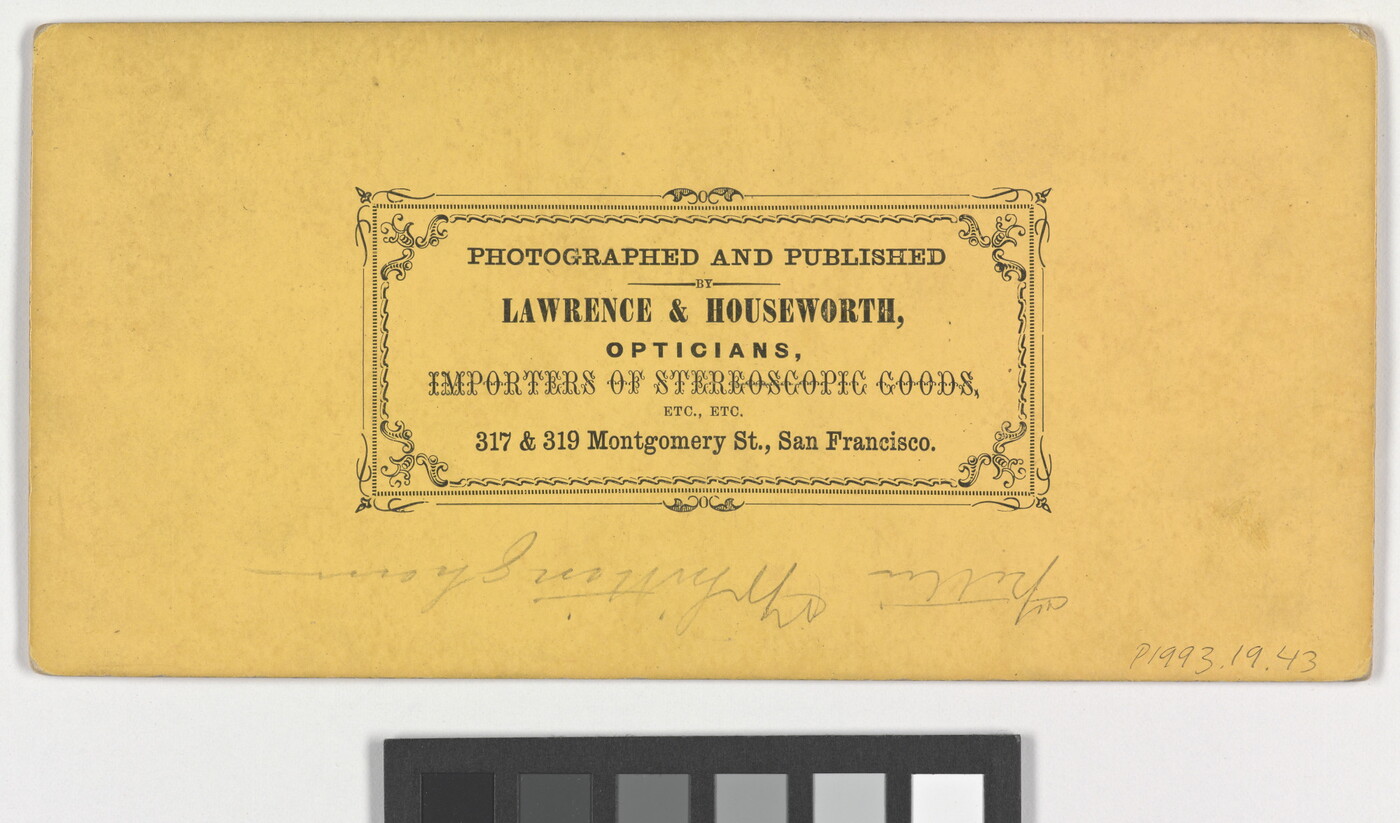 PHOTOGRAPHED AND PUBLISHED
BY
LAWRENCE & HOUSEWORTH,
OPTICIANS,
IMPORTERS OF STEREOSCOPIC GOODS,
ETC., ETC.
317 & 319 Montgomery St., San Francisco.
Whittingham
P1993.19.43